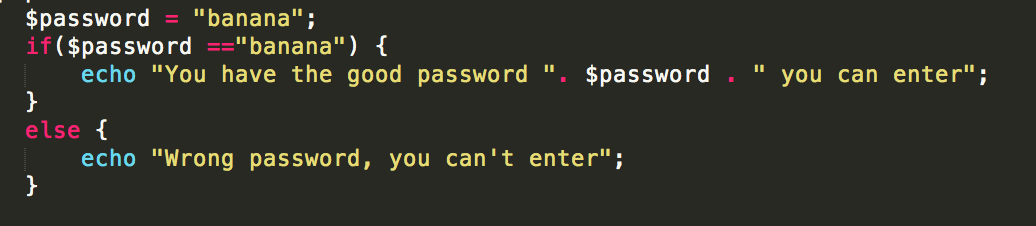 $password = "banana";
if($password =="banana") {
    echo "You have the good password ". $password . " you can enter";
}
else {
    echo "Wrong password, you can't enter";
}